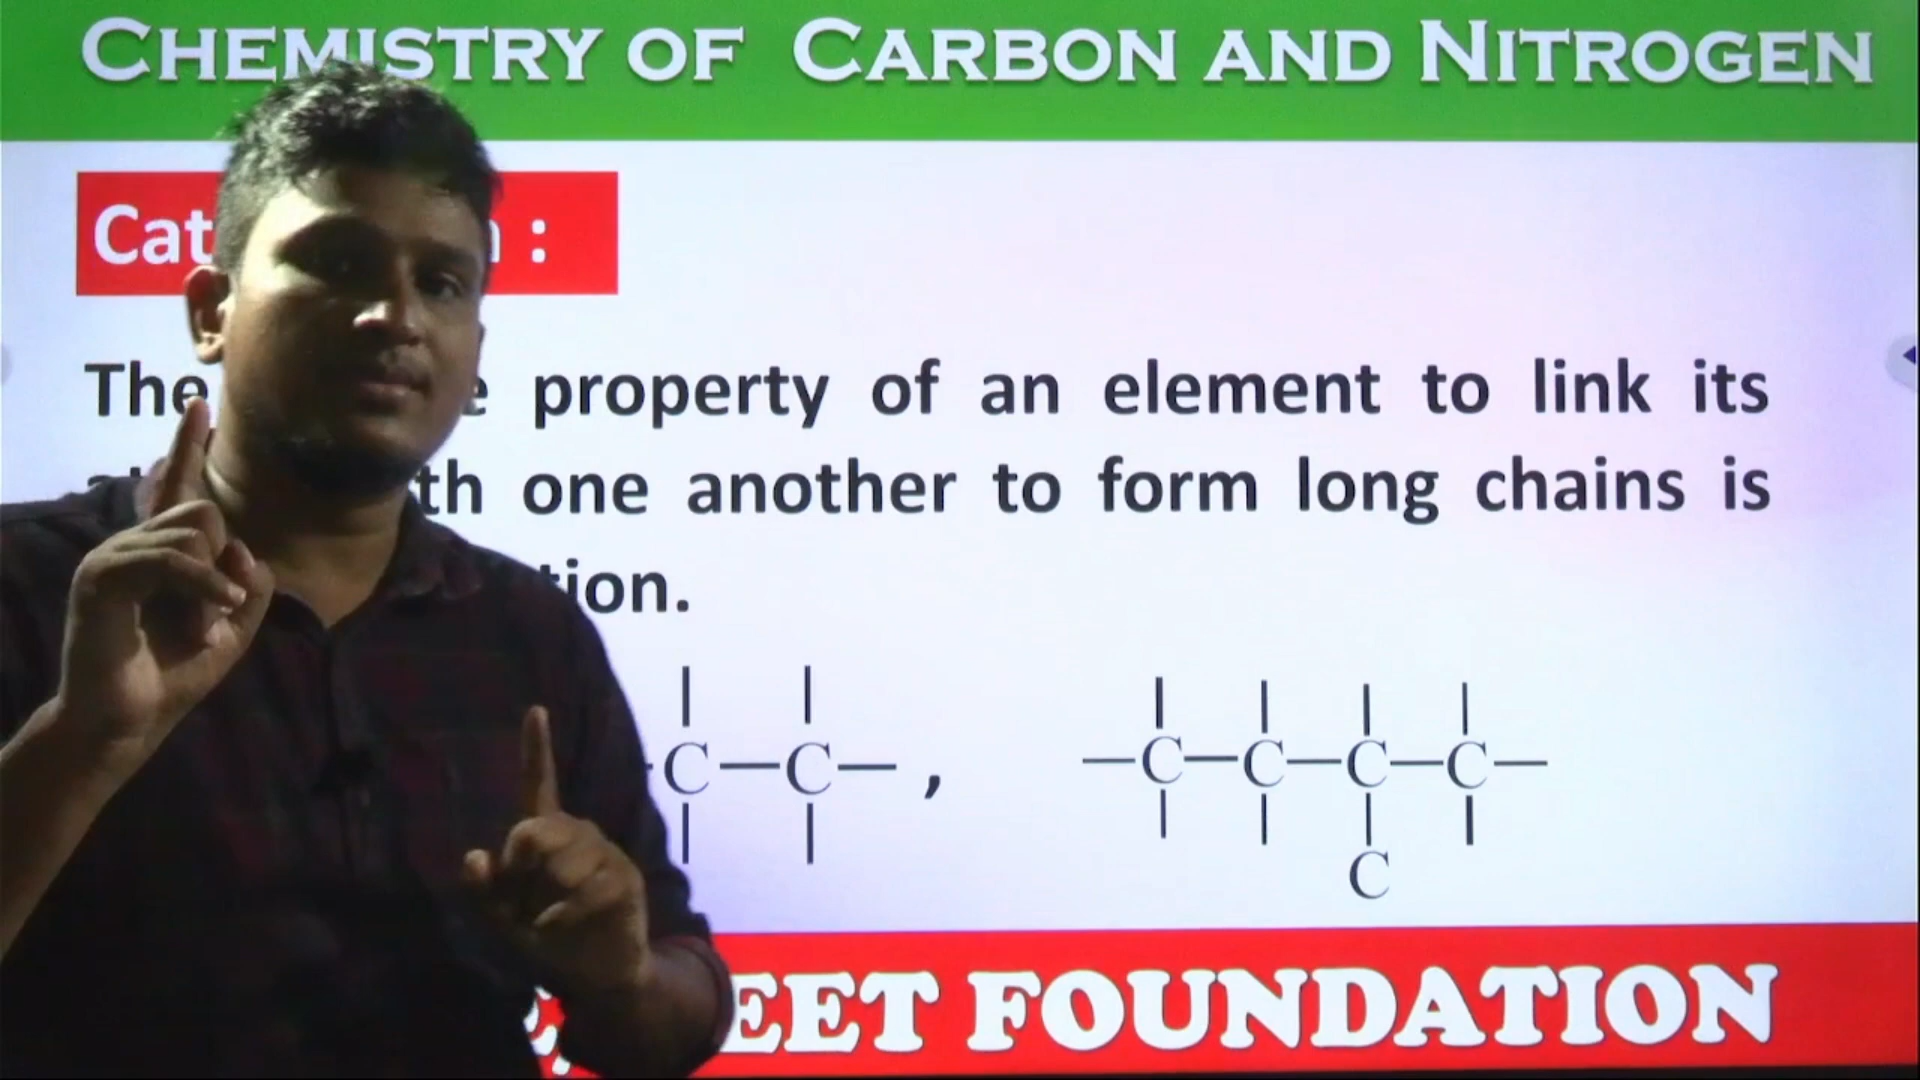 CHEMISTRY OF CARBON AND NITROGEN
Cat n :
The e property of an element to link its
th one another to form long chains is
tion.
C C ,
C C C C
C
EET FOUNDATION